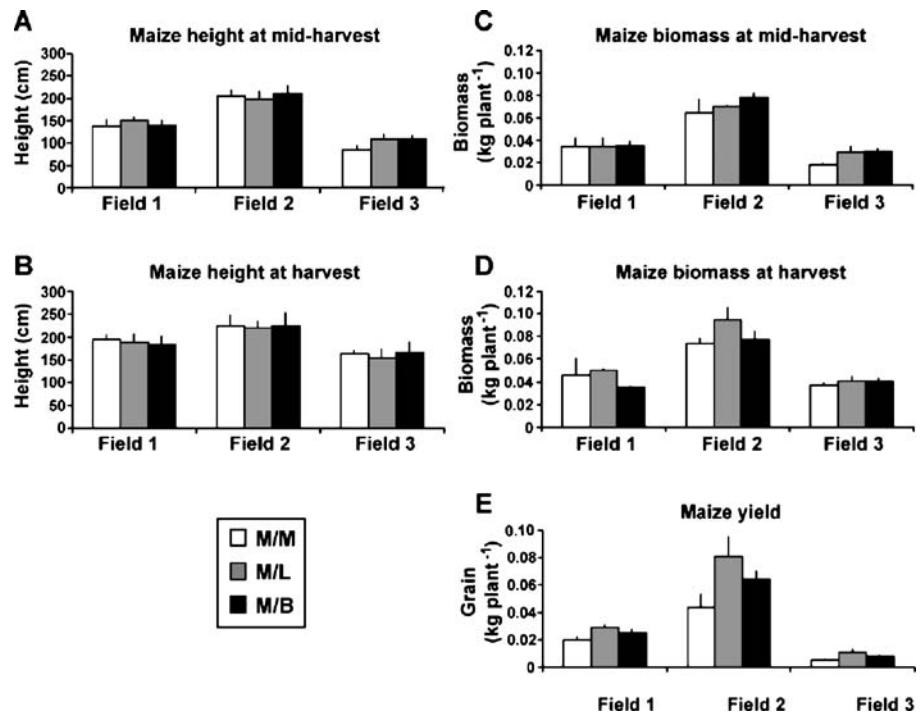 A
Maize height at mid-harvest
Height (cm)
300
250
200
150
100
50
0
Field 1 Field 2 Field 3
B
Maize height at harvest
Height (cm)
300
250
200
150
100
50
0
Field 1 Field 2 Field 3
M/M
M/L
M/B
C
Maize biomass at mid-harvest
Biomass
(kg plant⁻¹)
0.12
0.10
0.08
0.06
0.04
0.02
0
Field 1 Field 2 Field 3
D
Maize biomass at harvest
Biomass
(kg plant⁻¹)
0.12
0.10
0.08
0.06
0.04
0.02
0
Field 1 Field 2 Field 3
E
Maize yield
Grain
(kg plant⁻¹)
0.10
0.08
0.06
0.04
0.02
0
Field 1 Field 2 Field 3